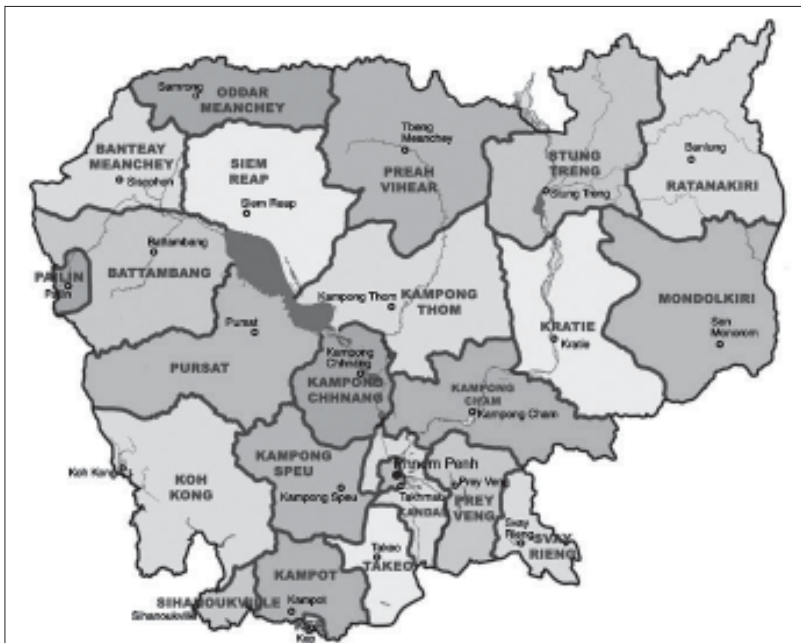 Samrong
ODDAR
MEANCHEY
Tbeng
Meanchey
PREAH
VIHEAR
STUNG
TRENG
Stung Treng
Banlung
RATANAKIRI
BANTEAY
MEANCHEY
Sisophon
SIEM
REAP
Siem Reap
Battambang
BATTAMBANG
PAILIN
Pailin
Kampong Thom
KAMPONG
THOM
KRATIE
Kratie
MONDOLKIRI
Sen
Monorom
Pursat
PURSAT
Kampong
Chhnang
KAMPONG
CHHNANG
KAMPONG
CHAM
Kampong Cham
Koh Kong
KOH
KONG
KAMPONG
SPEU
Kampong Speu
Phnom Penh
Takhmau
KANDAL
Prey Veng
PREY
VENG
Svay
Rieng
SVAY
RIENG
Takeo
TAKEO
KAMPOT
Kampot
SIHANOUKVILLE
Sihanoukville
Kep